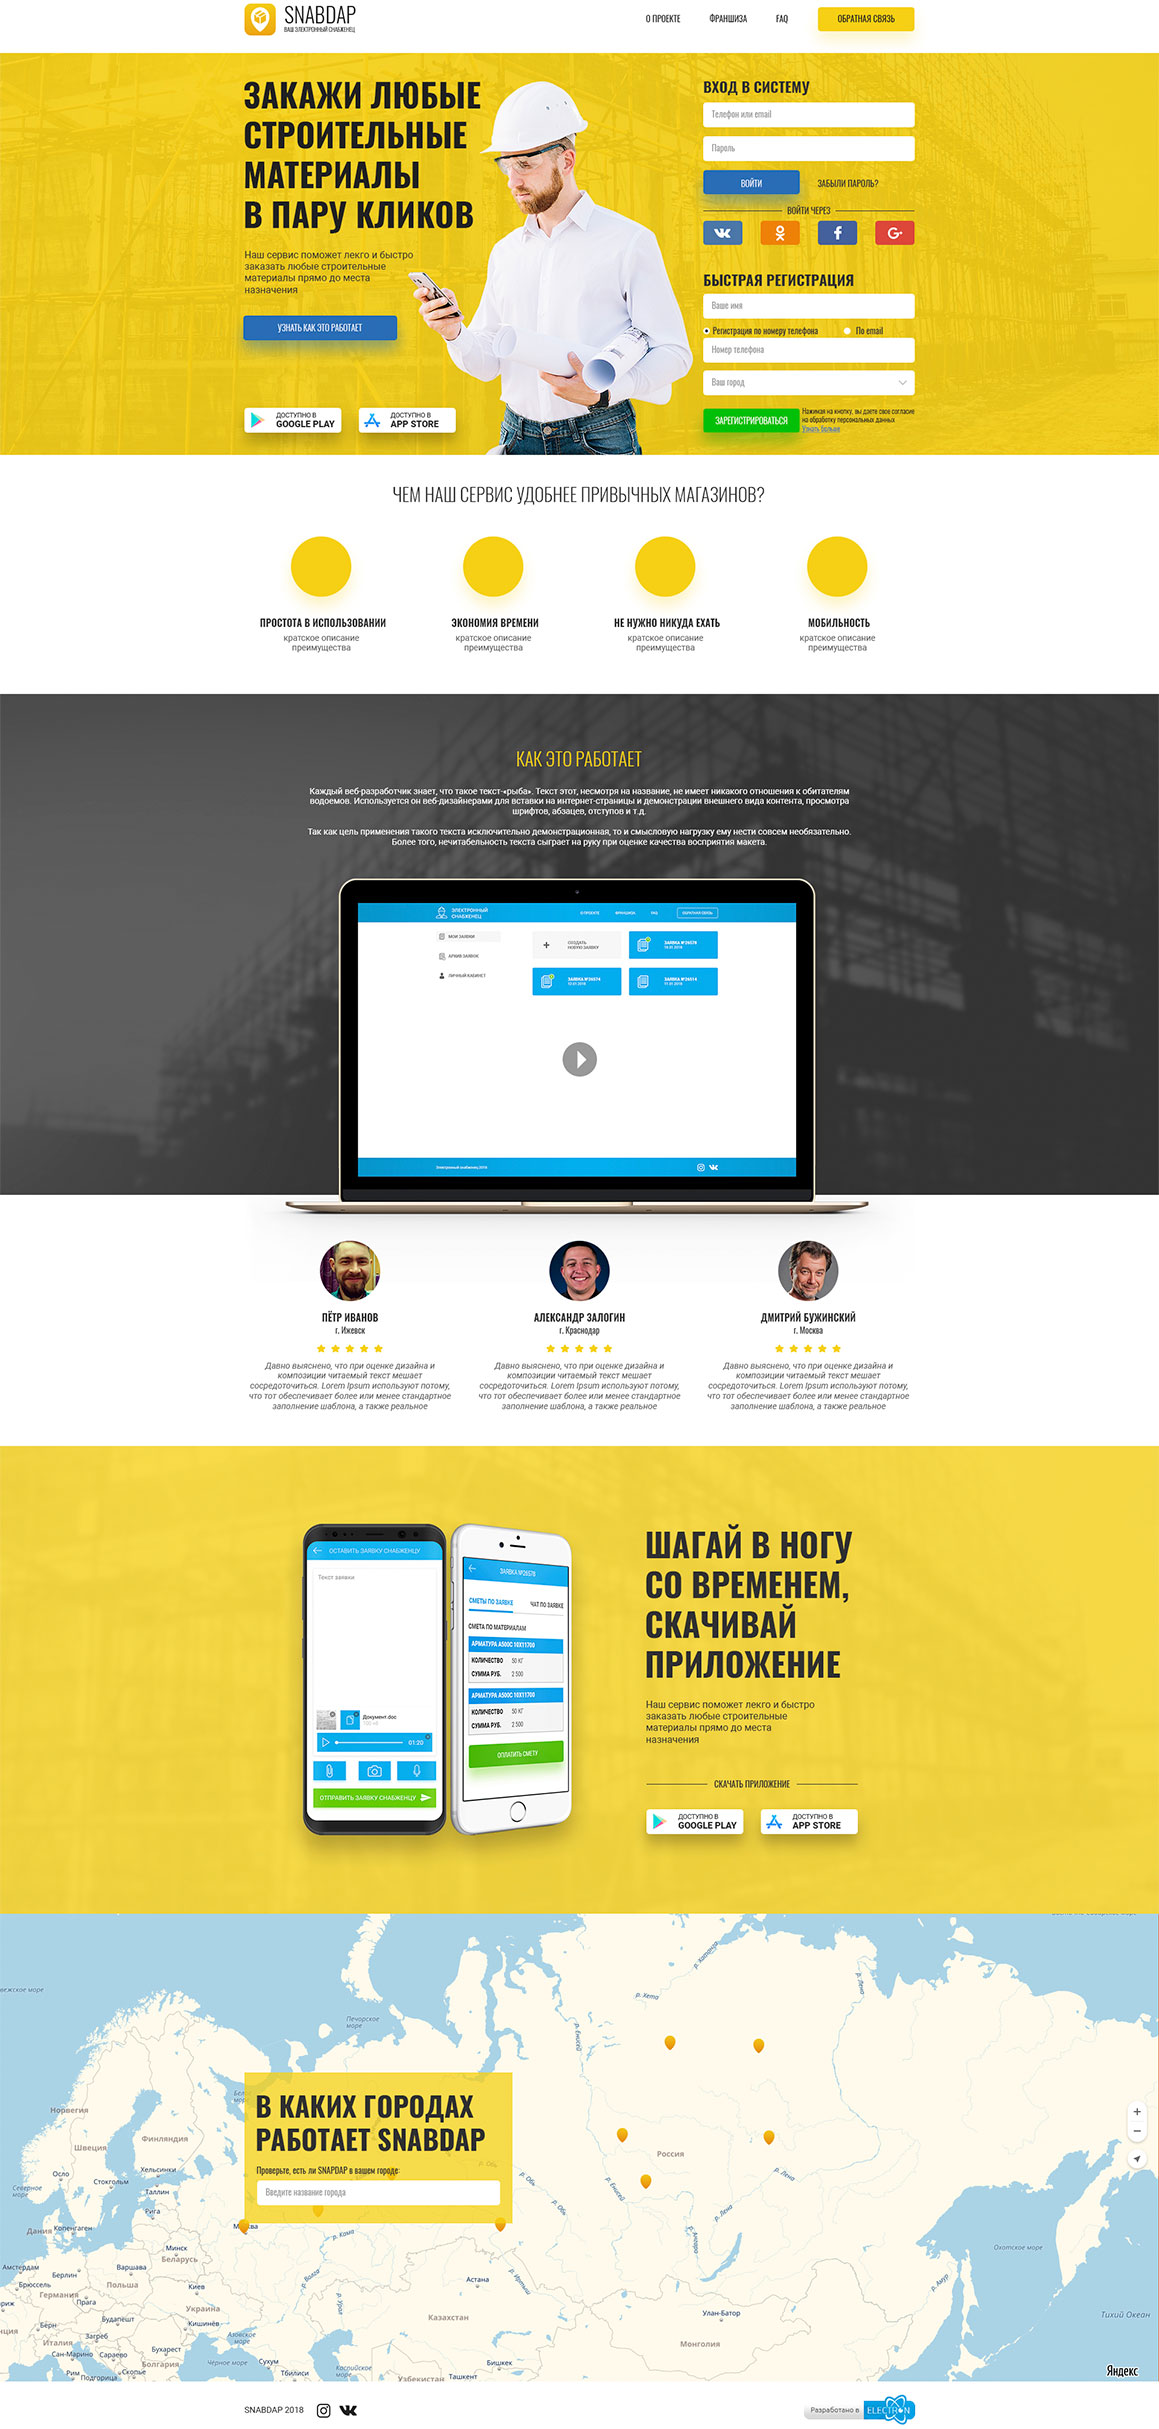 SNABDAP
ВАШ ЭЛЕКТРОННЫЙ СНАБЖЕНЕЦ
О ПРОЕКТЕ
ФРАНШИЗА
FAQ
ОБРАТНАЯ СВЯЗЬ
ЗАКАЖИ ЛЮБЫЕ
СТРОИТЕЛЬНЫЕ
МАТЕРИАЛЫ
В ПАРУ КЛИКОВ
Наш сервис поможет лекго и быстро
заказать любые строительные
материалы прямо до места
назначения
УЗНАТЬ КАК ЭТО РАБОТАЕТ
ДОСТУПНО В
GOOGLE PLAY
ДОСТУПНО В
APP STORE
ВХОД В СИСТЕМУ
Телефон или email
Пароль
ВОЙТИ
ЗАБЫЛИ ПАРОЛЬ?
ВОЙТИ ЧЕРЕЗ
БЫСТРАЯ РЕГИСТРАЦИЯ
Ваше имя
Регистрация по номеру телефона
По email
Номер телефона
Ваш город
ЗАРЕГИСТРИРОВАТЬСЯ
Нажимая на кнопку, вы даете свое согласие
на обработку персональных данных
Узнать больше
ЧЕМ НАШ СЕРВИС УДОБНЕЕ ПРИВЫЧНЫХ МАГАЗИНОВ?
ПРОСТОТА В ИСПОЛЬЗОВАНИИ
кратское описание
преимущества
ЭКОНОМИЯ ВРЕМЕНИ
кратское описание
преимущества
НЕ НУЖНО НИКУДА ЕХАТЬ
кратское описание
преимущества
МОБИЛЬНОСТЬ
кратское описание
преимущества
КАК ЭТО РАБОТАЕТ
Каждый веб-разработчик знает, что такое текст-«рыба». Текст этот, несмотря на название, не имеет никакого отношения к обитателям
водоемов. Используется он веб-дизайнерами для вставки на интернет-страницы и демонстрации внешнего вида контента, просмотра
шрифтов, абзацев, отступов и т.д.
Так как цель применения такого текста исключительно демонстрационная, то и смысловую нагрузку ему нести совсем необязательно.
Более того, нечитабельность текста сыграет на руку при оценке качества восприятия макета.
ЭЛЕКТРОННЫЙ
СНАБЖЕНЕЦ
О ПРОЕКТЕ
ФРАНШИЗА
FAQ
ОБРАТНАЯ СВЯЗЬ
МОИ ЗАЯВКИ
АРХИВ ЗАЯВОК
ЛИЧНЫЙ КАБИНЕТ
СОЗДАТЬ
НОВУЮ ЗАЯВКУ
ЗАЯВКА №26578
ЗАЯВКА №26574
ЗАЯВКА №26514
Электронный снабженец 2018
ПЁТР ИВАНОВ
г. Ижевск
Давно выяснено, что при оценке дизайна и
композиции читаемый текст мешает
сосредоточиться. Lorem Ipsum используют потому,
что тот обеспечивает более или менее стандартное
заполнение шаблона, а также реальное
АЛЕКСАНДР ЗАЛОГИН
г. Краснодар
Давно выяснено, что при оценке дизайна и
композиции читаемый текст мешает
сосредоточиться. Lorem Ipsum используют потому,
что тот обеспечивает более или менее стандартное
заполнение шаблона, а также реальное
ДМИТРИЙ БУЖИНСКИЙ
г. Москва
Давно выяснено, что при оценке дизайна и
композиции читаемый текст мешает
сосредоточиться. Lorem Ipsum используют потому,
что тот обеспечивает более или менее стандартное
заполнение шаблона, а также реальное
ОСТАВИТЬ ЗАЯВКУ СНАБЖЕНЦУ
Текст заявки
Документ.doc
01:20
ОТПРАВИТЬ ЗАЯВКУ СНАБЖЕНЦУ
ЗАЯВКА №26578
СМЕТЫ ПО ЗАЯВКЕ
ЧАТ ПО ЗАЯВКЕ
СМЕТА ПО МАТЕРИАЛАМ
АРМАТУРА А500С 10Х11700
КОЛИЧЕСТВО 50 КГ
СУММА РУБ. 2 500
АРМАТУРА А500С 10Х11700
КОЛИЧЕСТВО 50 КГ
СУММА РУБ. 2 500
ОПЛАТИТЬ СМЕТУ
ШАГАЙ В НОГУ
СО ВРЕМЕНЕМ,
СКАЧИВАЙ
ПРИЛОЖЕНИЕ
Наш сервис поможет лекго и быстро
заказать любые строительные
материалы прямо до места
назначения
СКАЧАТЬ ПРИЛОЖЕНИЕ
ДОСТУПНО В
GOOGLE PLAY
ДОСТУПНО В
APP STORE
В КАКИХ ГОРОДАХ
РАБОТАЕТ SNABDAP
Проверьте, есть ли SNAPDAP в вашем городе:
Введите название города
р. Хатанга
р. Хета
р. Лена
р. Енисей
Печорское
море
Норвегия
Швеция
Финляндия
Осло
Стокгольм
Хельсинки
Таллин
Рига
Северное
море
Дания
Копенгаген
Россия
р. Лена
р. Обь
р. Обь
р. Енисей
р. Лена
р. Ангара
р. Кама
р. Иртыш
р. Волга
р. Урал
р. Амур
Охотское море
Тихий Океан
Минск
Беларусь
Амстердам
Берлин
Варшава
Брюссель
Германия
Польша
Прага
Киев
Украина
Кишинёв
Будапешт
Берн
Загреб
Италия
Сан-Марино
Сараево
Бухарест
Болгария
Рим
Подгорица
Скопье
Азовское
море
Чёрное море
Сухум
Тбилиси
Каспийское
море
Астана
Казахстан
Бишкек
Ташкент
Узбекистан
Улан-Батор
Монголия
Яндекс
SNABDAP 2018
Разработано в
ELECTRON